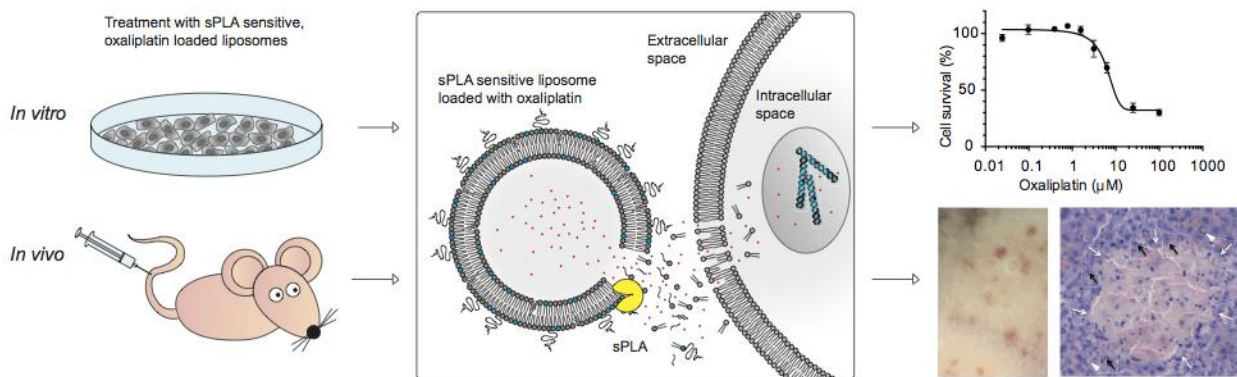 Treatment with sPLA sensitive,
oxaliplatin loaded liposomes
In vitro
In vivo
sPLA sensitive liposome
loaded with oxaliplatin
Extracellular
space
Intracellular
space
sPLA
Cell survival (%)
100
50
0
0.01
0.1
1
10
100
1000
Oxaliplatin (µM)